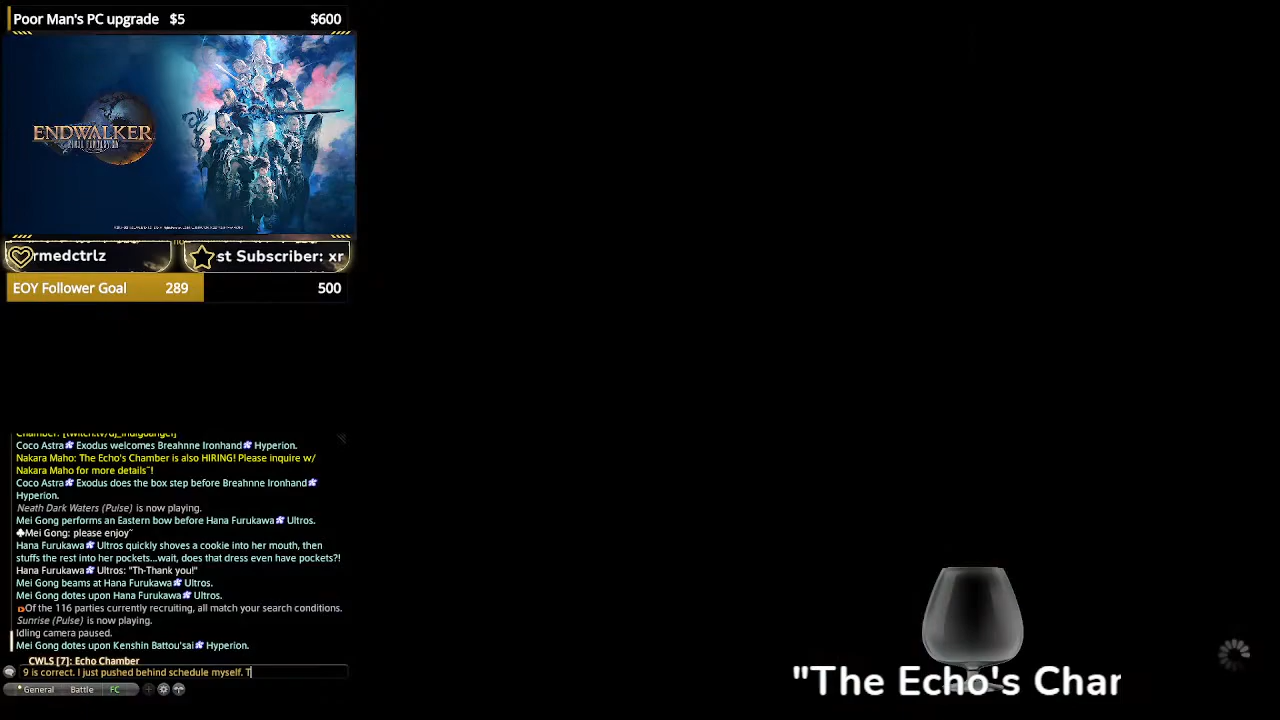 Poor Man's PC upgrade $5 $600
ENDWALKER
FINAL FANTASY XIV
rmedctrlz st Subscriber: xr
EOY Follower Goal 289 500
Coco Astra Exodus welcomes Breahnne Ironhand Hyperion.
Nakara Maho: The Echo's Chamber is also HIRING! Please inquire w/
Nakara Maho for more details~!
Coco Astra Exodus does the box step before Breahnne Ironhand
Hyperion.
Neath Dark Waters (Pulse) is now playing.
Mei Gong performs an Eastern bow before Hana Furukawa Ultros.
Mei Gong: please enjoy~
Hana Furukawa Ultros quickly shoves a cookie into her mouth, then
stuffs the rest into her pockets...wait, does that dress even have pockets?!
Hana Furukawa Ultros: "Th-Thank you!"
Mei Gong beams at Hana Furukawa Ultros.
Mei Gong dotes upon Hana Furukawa Ultros.
Of the 116 parties currently recruiting, all match your search conditions.
Sunrise (Pulse) is now playing.
Idling camera paused.
Mei Gong dotes upon Kenshin Battou'sai Hyperion.
CWLS [7]: Echo Chamber
9 is correct. I just pushed behind schedule myself. T
General Battle FC
"The Echo's Char